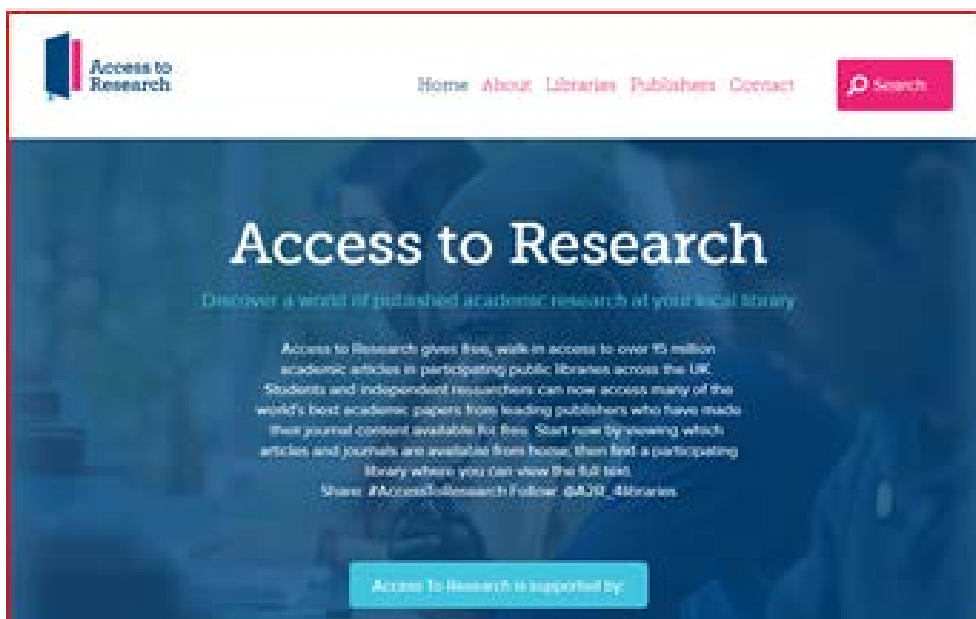 Access to
Research
Home About Libraries Publishers Contact
Search
Access to Research
Discover a world of published academic research at your local library
Access to Research gives free, walk-in access to over 15 million
academic articles in participating public libraries across the UK.
Students and independent researchers can now access many of the
world's best academic papers from leading publishers who have made
their journal content available for free. Start now by viewing which
articles and journals are available from home, then find a participating
library where you can view the full text.
Share: #AccessToResearch Follow: @A2R_4libraries
Access To Research is supported by: